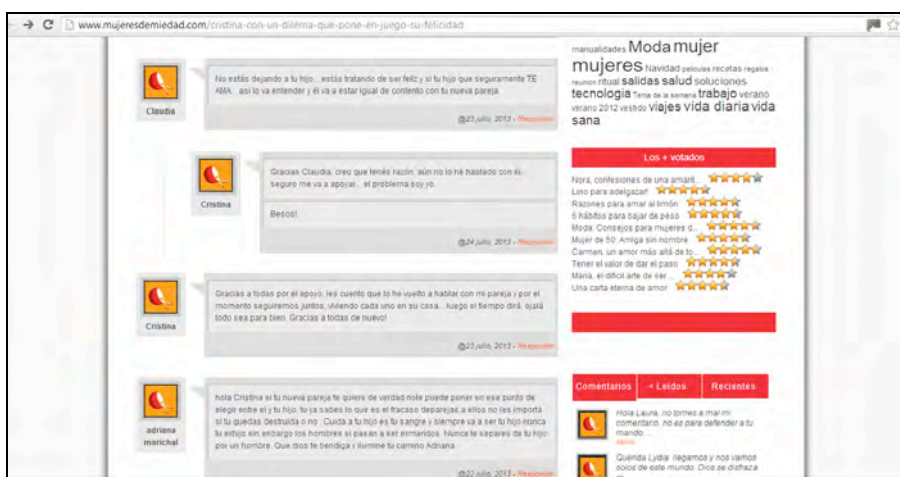 www.mujeresdemiedad.com/cristina-con-un-dilema-que-pone-en-juego-su-felicidad
No estás dejando a tu hijo... estás tratando de ser feliz y si tu hijo que seguramente TE
AMA... así lo va entender y él va a estar igual de contento con tu nueva pareja.
Claudia
@23 julio, 2013 - Responder
Gracias Claudia, creo que tenés razón, aún no lo he hablado con él,
seguro me va a apoyar... el problema soy yo.
Besos!
Cristina
@24 julio, 2013 - Responder
Gracias a todas por el apoyo, les cuento que lo he vuelto a hablar con mi pareja y por el
momento seguiremos juntos, viviendo cada uno en su casa... luego el tiempo dirá, ojalá
todo sea para bien. Gracias a todas de nuevo!
Cristina
@23 julio, 2013 - Responder
hola Cristina si tu nueva pareja te quiere de verdad note puede poner en ese punto de
elegir entre el y tu hijo, tu ya sabes lo que es el fracaso deparejas a ellos no les importa
si tu quedas destruida o no . Cuida a tu hijo es tu sangre y siempre va a ser tu hijo nunca
tu exhijo sin embargo los hombres si pasan a ser exmaridos. Nunca te separes de tu hijo
por un hombre. Que dios te bendiga y ilumine tu camino Adriana
adriana
marichal
@22 julio, 2013 - Responder
manualidades Moda mujer
mujeres Navidad peliculas recetas regalos
reunion ritual salidas salud soluciones
tecnologia Tema de la semana trabajo verano
verano 2012 vestido viajes vida diaria vida
sana
Los + votados
Nora, confesiones de una amant...
Lino para adelgazar!
Razones para amar al limón
6 hábitos para bajar de peso
Moda: Consejos para mujeres d...
Mujer de 50: Amiga sin nombre
Carmen, un amor más allá de to...
Tener el valor de dar el paso
Maria, el difícil arte de ser ...
Una carta eterna de amor
Comentarios + Leídos Recientes
Hola Laura, no tomes a mal mi
comentario, no es para defender a tu
marido...
Querida Lydia: llegamos y nos vamos
solos de este mundo. Dios se disfraza